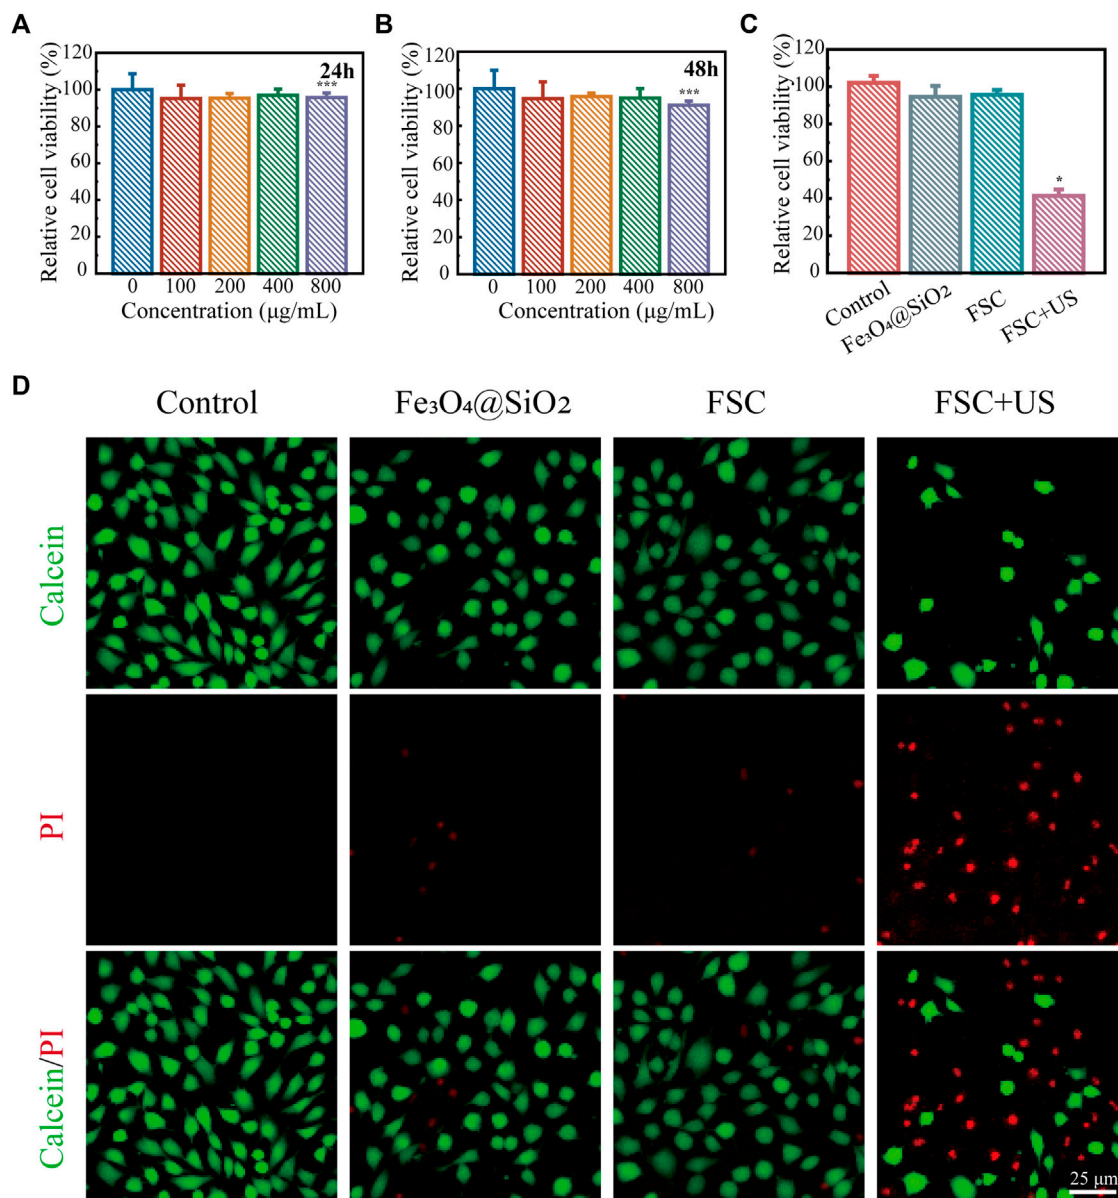 A
Relative cell viability (%)
120
100
80
60
40
20
0
24h
***
0 100 200 400 800
Concentration (µg/mL)
B
Relative cell viability (%)
120
100
80
60
40
20
0
48h
***
0 100 200 400 800
Concentration (µg/mL)
C
Relative cell viability (%)
120
100
80
60
40
20
0
*
Control
Fe₃O₄@SiO₂
FSC
FSC+US
D
Control Fe₃O₄@SiO₂ FSC FSC+US
Calcein
PI
Calcein/PI
25 µm